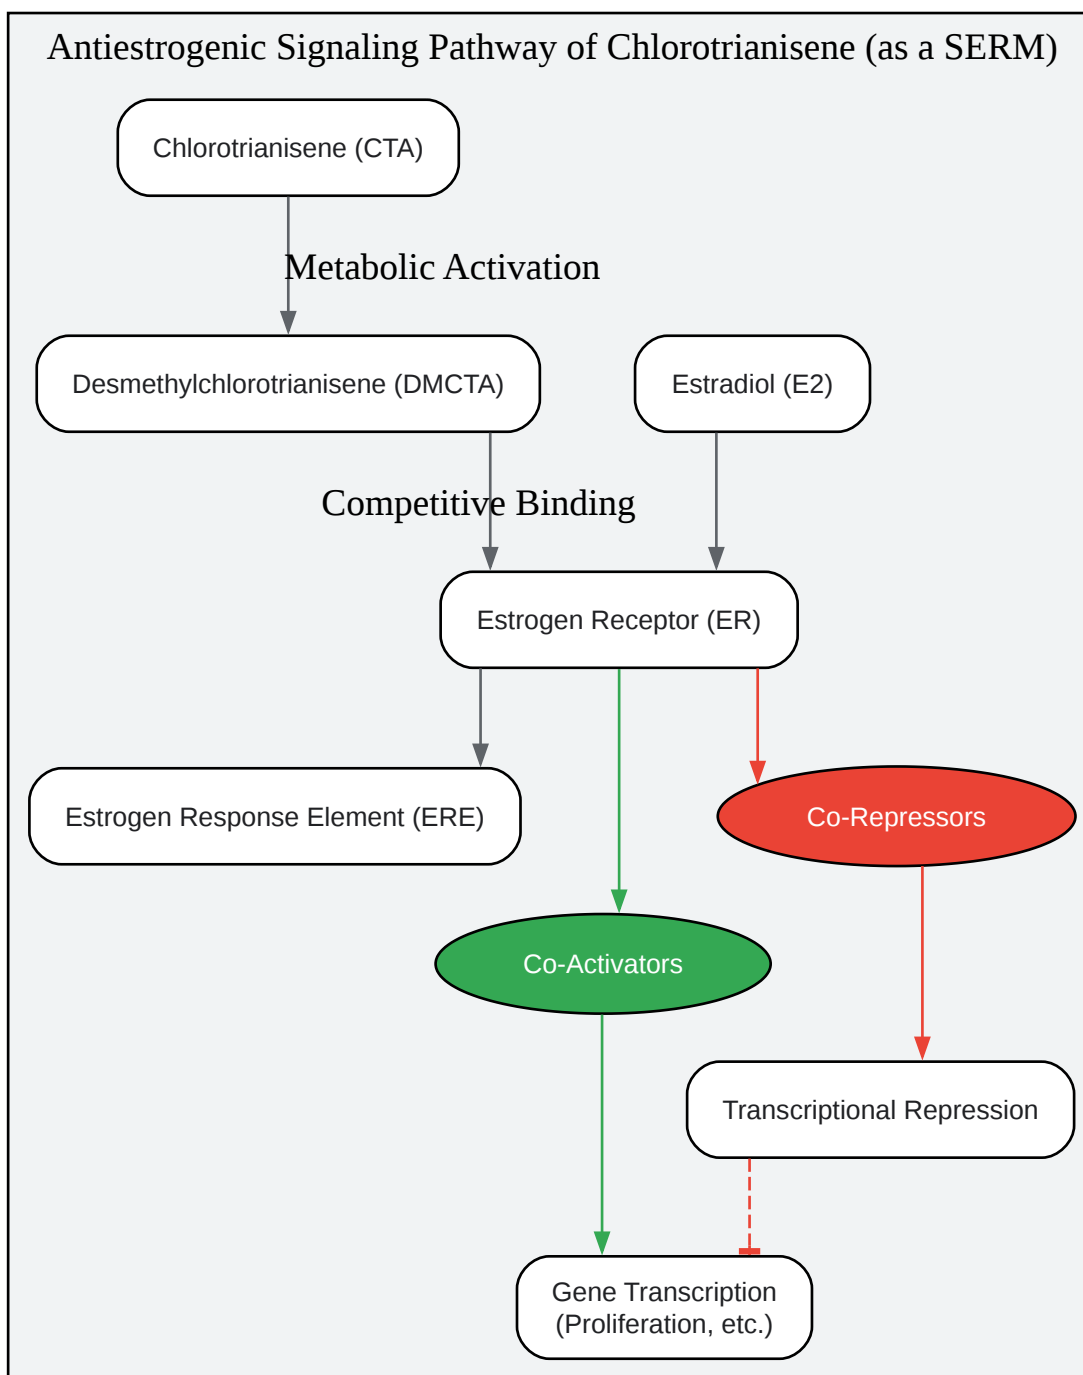 Antiestrogenic Signaling Pathway of Chlorotrianisene (as a SERM)
Chlorotrianisene (CTA)
Metabolic Activation
Desmethylchlorotrianisene (DMCTA)
Estradiol (E2)
Competitive Binding
Estrogen Receptor (ER)
Estrogen Response Element (ERE)
Co-Repressors
Co-Activators
Transcriptional Repression
Gene Transcription
(Proliferation, etc.)